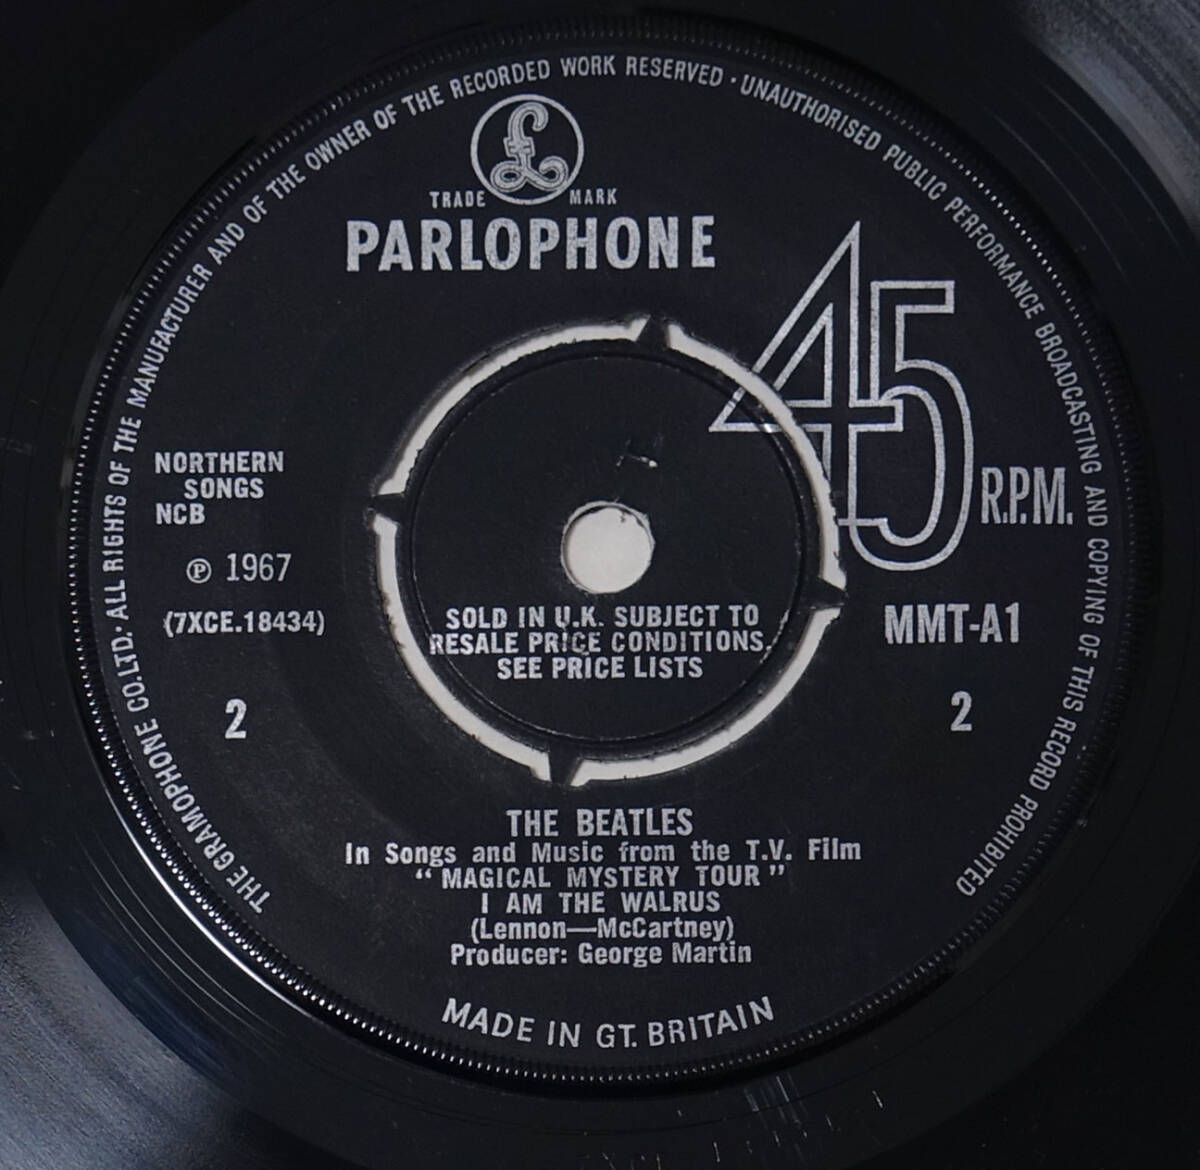 THE GRAMOPHONE CO. LTD. · ALL RIGHTS OF THE MANUFACTURER AND OF THE OWNER OF THE RECORDED WORK RESERVED · UNAUTHORISED PUBLIC PERFORMANCE BROADCASTING AND COPYING OF THIS RECORD PROHIBITED
£
TRADE MARK
PARLOPHONE
45 R.P.M.
NORTHERN
SONGS
NCB
℗ 1967
(7XCE.18434)
2
SOLD IN U.K. SUBJECT TO
RESALE PRICE CONDITIONS.
SEE PRICE LISTS
MMT-A1
2
THE BEATLES
In Songs and Music from the T.V. Film
“MAGICAL MYSTERY TOUR”
I AM THE WALRUS
(Lennon—McCartney)
Producer: George Martin
MADE IN GT. BRITAIN